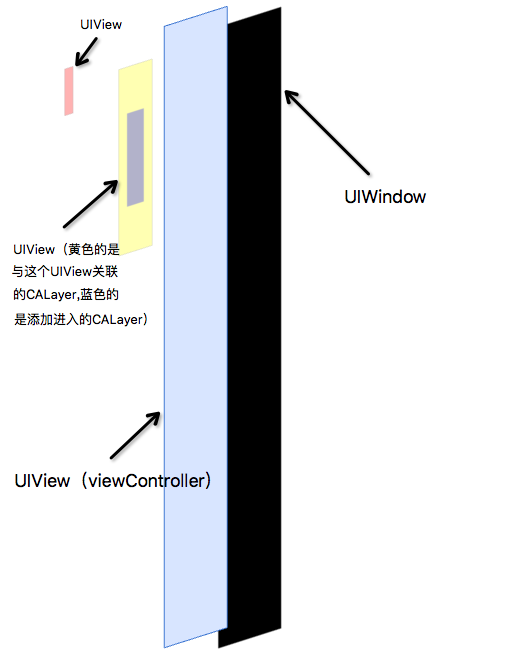 UIView
UIWindow
UIView（黄色的是
与这个UIView关联
的CALayer,蓝色的
是添加进入的CALayer）
UIView（viewController）